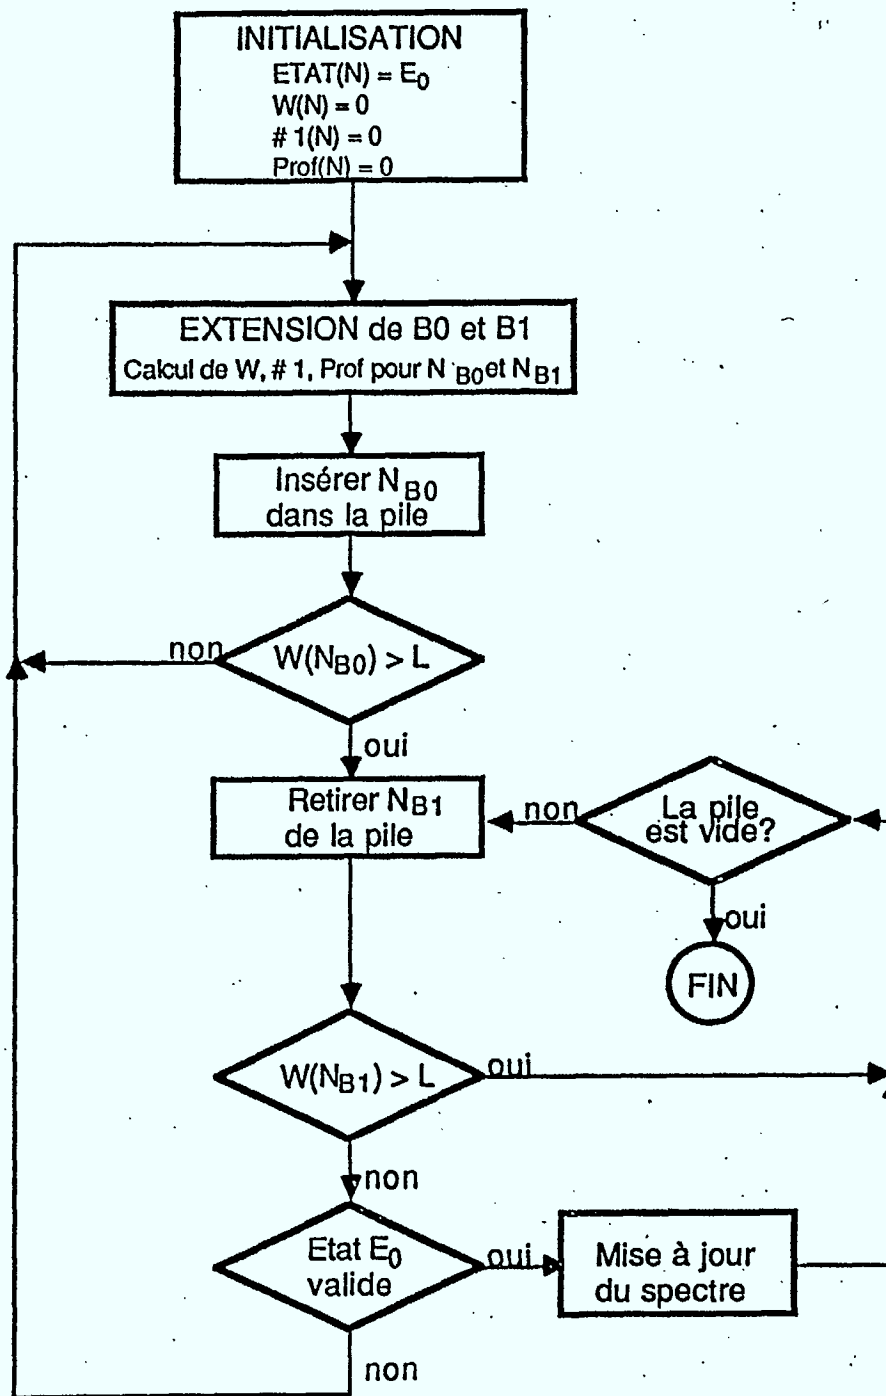 INITIALISATION
ETAT(N) = E0
W(N) = 0
# 1(N) = 0
Prof(N) = 0
EXTENSION de B0 et B1
Calcul de W, # 1, Prof pour N B0 et N B1
Insérer N B0
dans la pile
non
W(N B0) > L
oui
Retirer N B1
de la pile
non
La pile
est vide?
oui
FIN
W(N B1) > L
oui
non
Etat E0
valide
oui
Mise à jour
du spectre
non